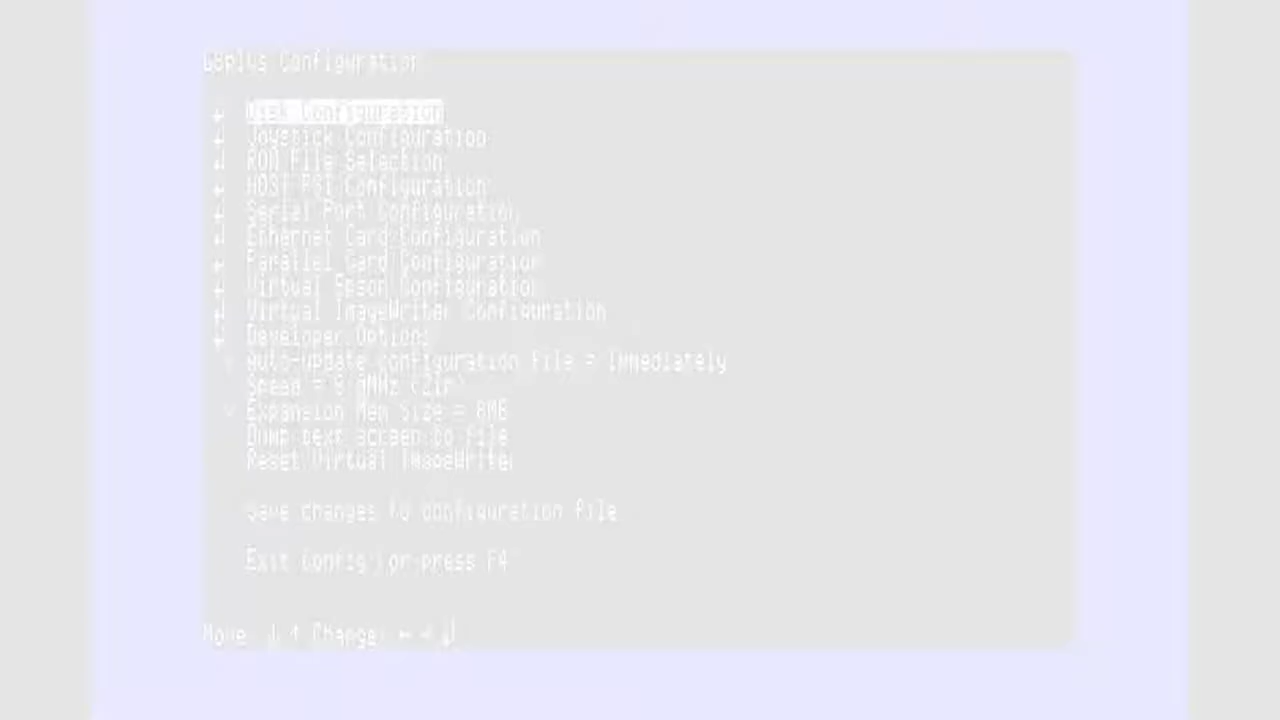 GSplus Configuration
Disk Configuration
Joystick Configuration
ROM File Selection
HOST FST Configuration
Serial Port Configuration
Ethernet Card Configuration
Parallel Card Configuration
Virtual Epson Configuration
Virtual ImageWriter Configuration
Developer Options
Auto-update configuration file = Immediately
Speed = 8.0MHz (Zip)
Expansion Mem Size = 8MB
Dump text screen to file
Reset Virtual ImageWriter
Save changes to configuration file
Exit Config (or press F4
Move: ↓ ↑ Change: ← → ↵